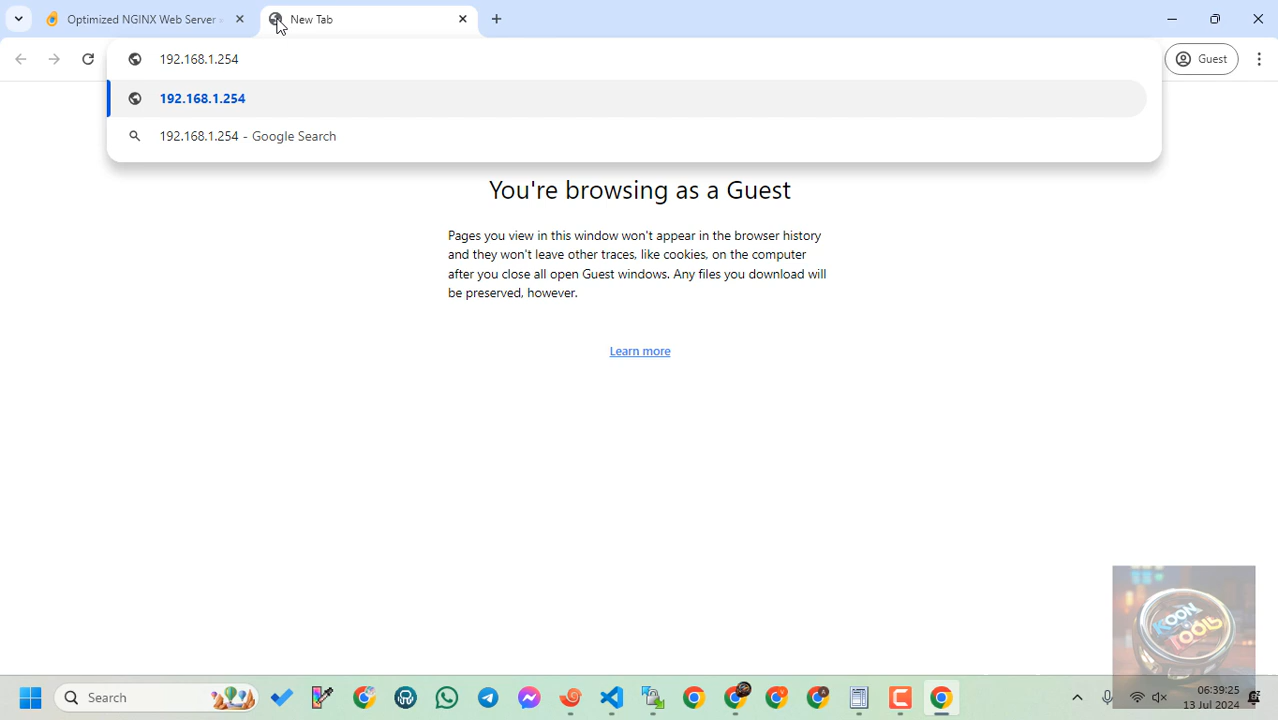 Optimized NGINX Web Server
New Tab
192.168.1.254
Guest
192.168.1.254
192.168.1.254 - Google Search
You're browsing as a Guest
Pages you view in this window won't appear in the browser history
and they won't leave other traces, like cookies, on the computer
after you close all open Guest windows. Any files you download will
be preserved, however.
Learn more
KOON
TOOL
Search
06:39:25
13 Jul 2024